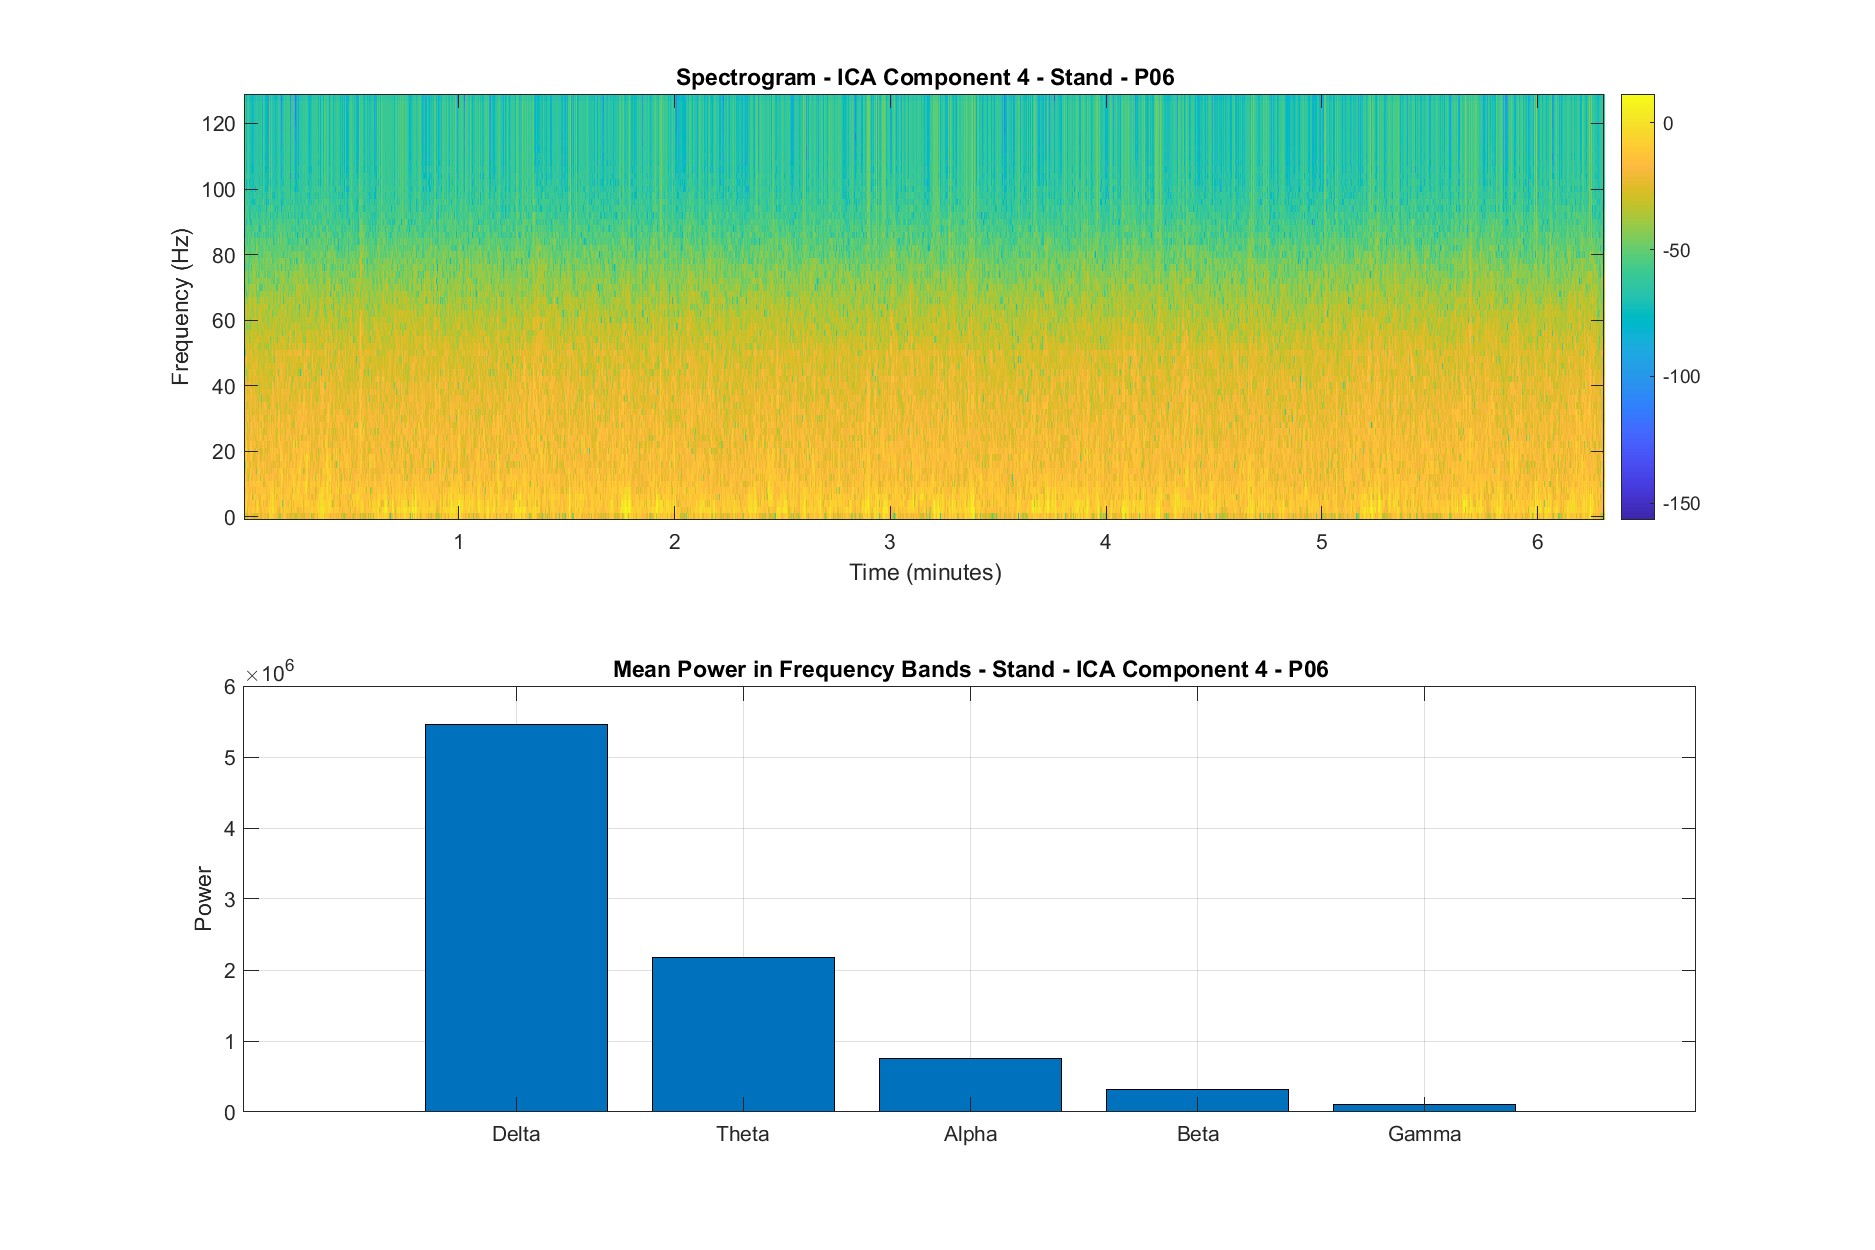 Spectrogram - ICA Component 4 - Stand - P06
120
100
80
60
40
20
0
Frequency (Hz)
1 2 3 4 5 6
Time (minutes)
0
-50
-100
-150
Mean Power in Frequency Bands - Stand - ICA Component 4 - P06
×10^6
6
5
4
3
2
1
0
Power
Delta Theta Alpha Beta Gamma